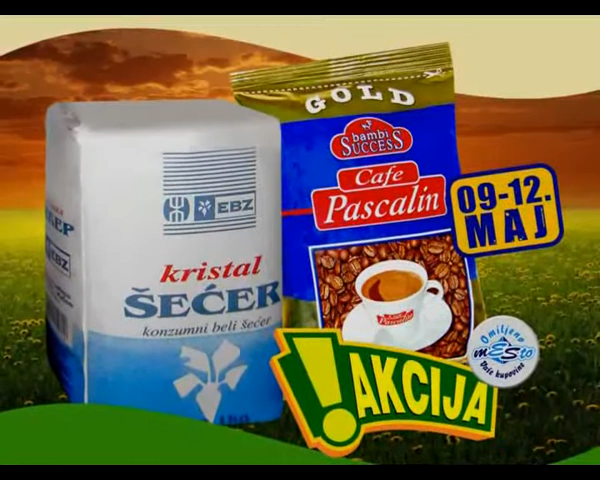 GOLD
bambi
SUCCESS
Cafe
Pascalin
09-12.
MAJ
EBZ
kristal
ŠEĆER
konzumni beli šećer
EBZ
Omiljeno
mESto
Vaše kupovine
!AKCIJA